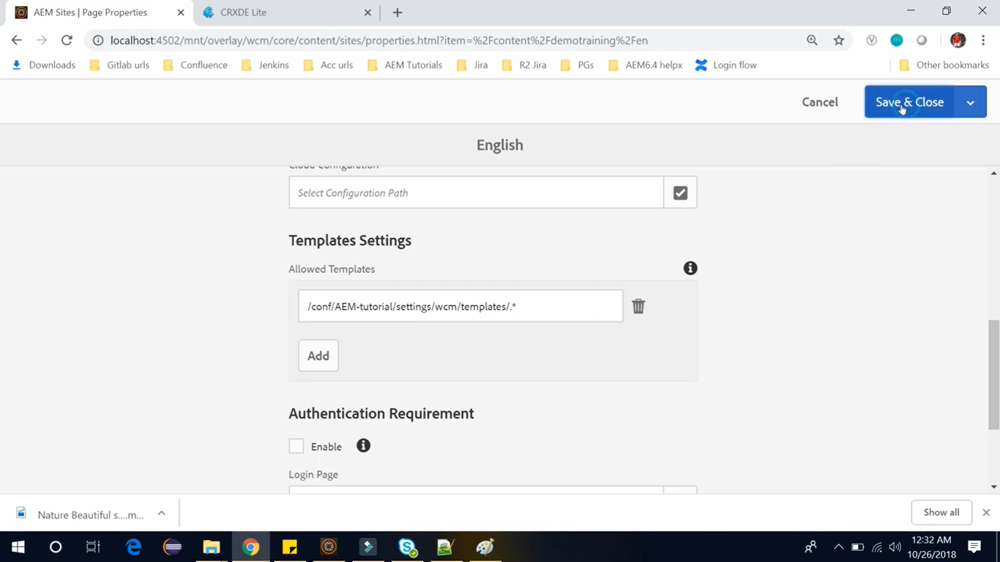 AEM Sites | Page Properties
CRXDE Lite
localhost:4502/mnt/overlay/wcm/core/content/sites/properties.html?item=%2Fcontent%2Fdemotraining%2Fen
Downloads
Gitlab urls
Confluence
Jenkins
Acc urls
AEM Tutorials
Jira
R2 Jira
PGs
AEM6.4 helpx
Login flow
Other bookmarks
Cancel
Save & Close
English
Cloud Configuration
Select Configuration Path
Templates Settings
Allowed Templates
/conf/AEM-tutorial/settings/wcm/templates/.*
Add
Authentication Requirement
Enable
Login Page
Nature Beautiful s....m...
Show all
12:32 AM
10/26/2018